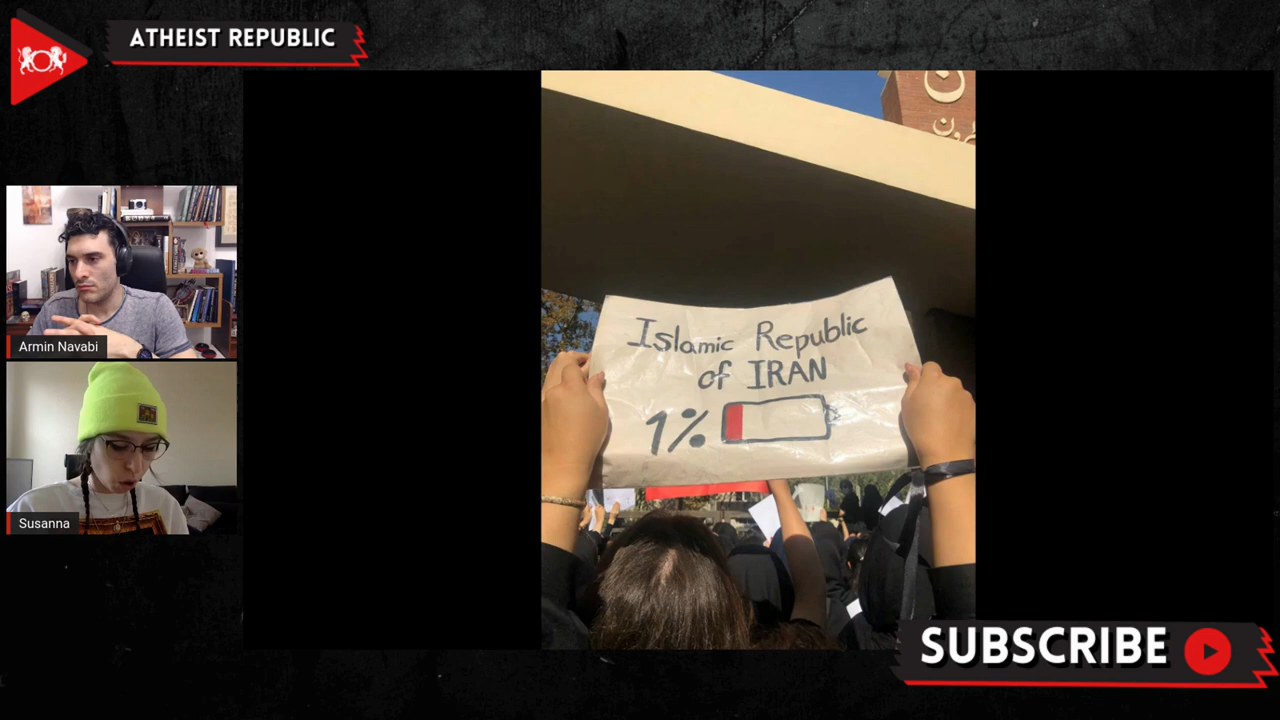 ATHEIST REPUBLIC
Armin Navabi
Susanna
Islamic Republic
of IRAN
1%
SUBSCRIBE